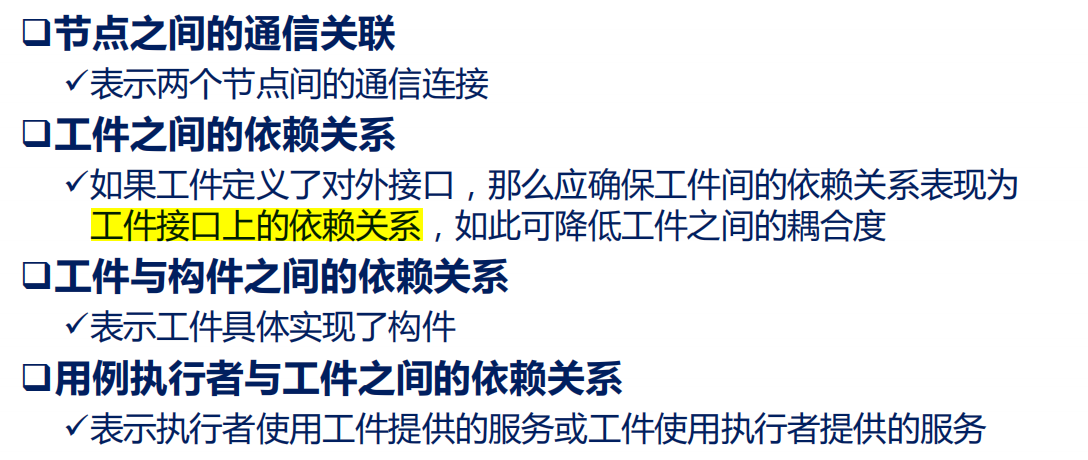 ❑节点之间的通信关联
✓表示两个节点间的通信连接
❑工件之间的依赖关系
✓如果工件定义了对外接口，那么应确保工件间的依赖关系表现为
工件接口上的依赖关系，如此可降低工件之间的耦合度
❑工件与构件之间的依赖关系
✓表示工件具体实现了构件
❑用例执行者与工件之间的依赖关系
✓表示执行者使用工件提供的服务或工件使用执行者提供的服务